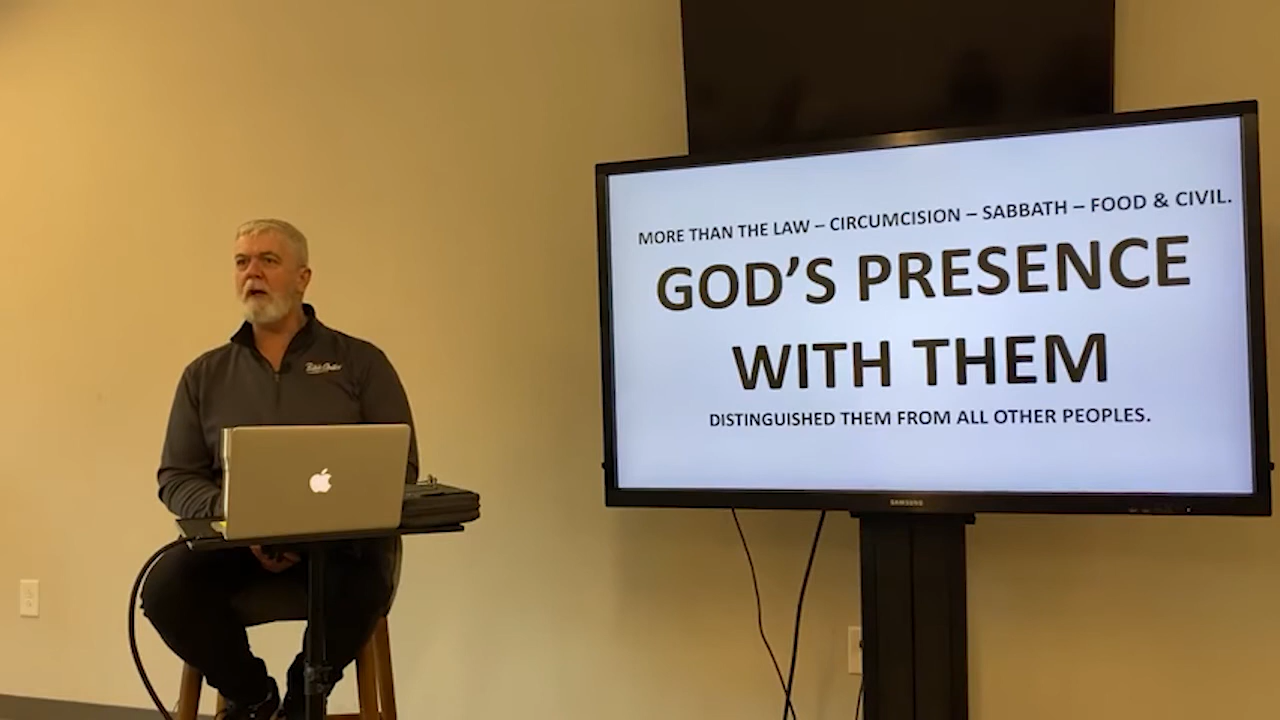 MORE THAN THE LAW – CIRCUMCISION – SABBATH – FOOD & CIVIL.
GOD'S PRESENCE
WITH THEM
DISTINGUISHED THEM FROM ALL OTHER PEOPLES.
SAMSUNG